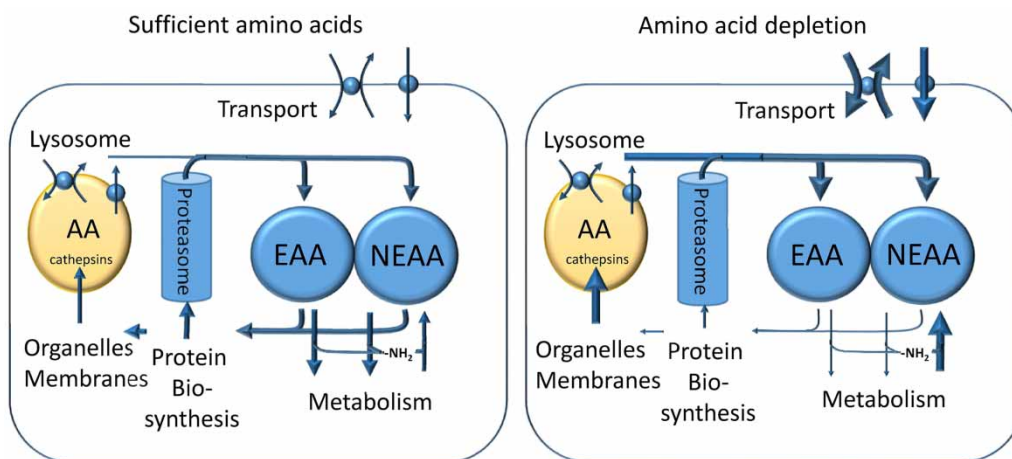 Sufficient amino acids
Transport
Lysosome
AA
cathepsins
Proteasome
EAA
NEAA
Organelles
Membranes
Protein
Bio-
synthesis
-NH2
Metabolism
Amino acid depletion
Transport
Lysosome
AA
cathepsins
Proteasome
EAA
NEAA
Organelles
Membranes
Protein
Bio-
synthesis
-NH2
Metabolism